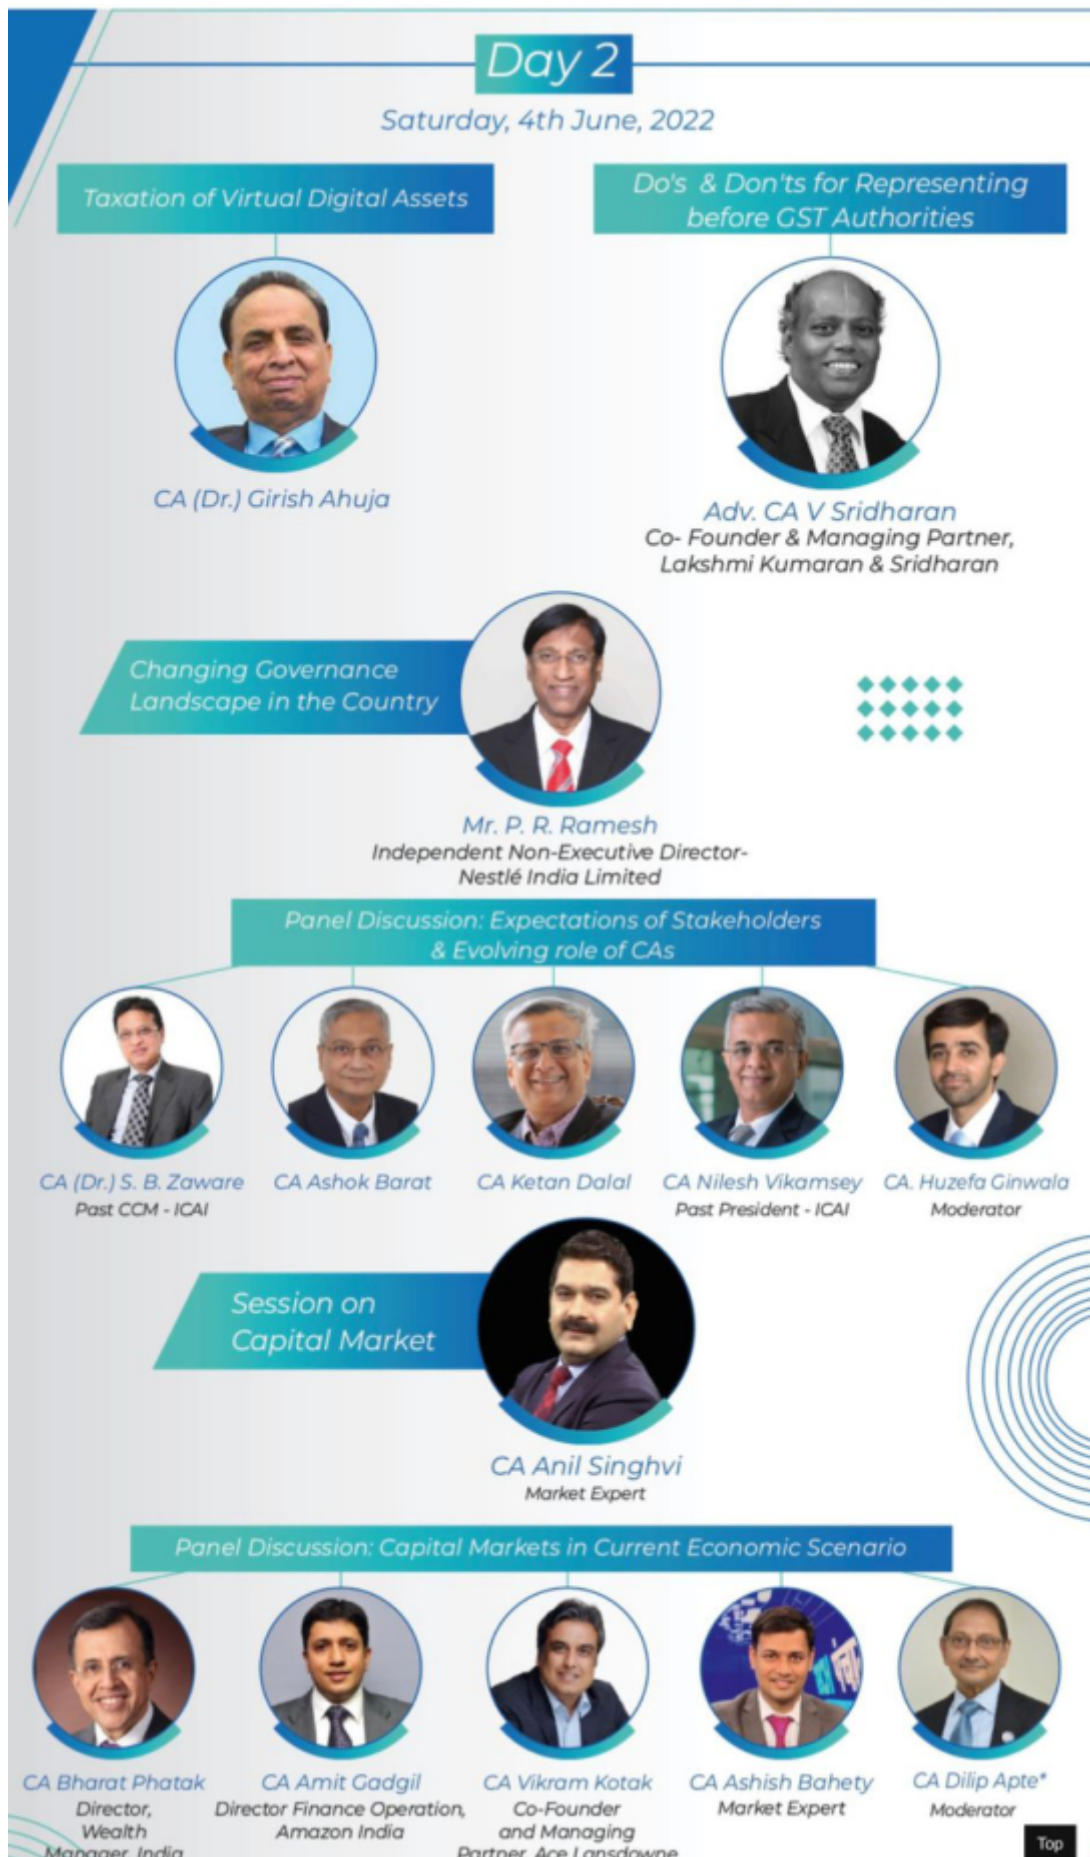 Day 2
Saturday, 4th June, 2022
Taxation of Virtual Digital Assets
CA (Dr.) Girish Ahuja
Do's & Don'ts for Representing
before GST Authorities
Adv. CA V Sridharan
Co- Founder & Managing Partner,
Lakshmi Kumaran & Sridharan
Changing Governance
Landscape in the Country
Mr. P. R. Ramesh
Independent Non-Executive Director-
Nestlé India Limited
Panel Discussion: Expectations of Stakeholders
& Evolving role of CAs
CA (Dr.) S. B. Zaware
Past CCM - ICAI
CA Ashok Barat
CA Ketan Dalal
CA Nilesh Vikamsey
Past President - ICAI
CA. Huzefa Ginwala
Moderator
Session on
Capital Market
CA Anil Singhvi
Market Expert
Panel Discussion: Capital Markets in Current Economic Scenario
CA Bharat Phatak
Director,
Wealth
Manager, India
CA Amit Gadgil
Director Finance Operation,
Amazon India
CA Vikram Kotak
Co-Founder
and Managing
Partner, Ace Lansdowne
CA Ashish Bahety
Market Expert
CA Dilip Apte*
Moderator
Top